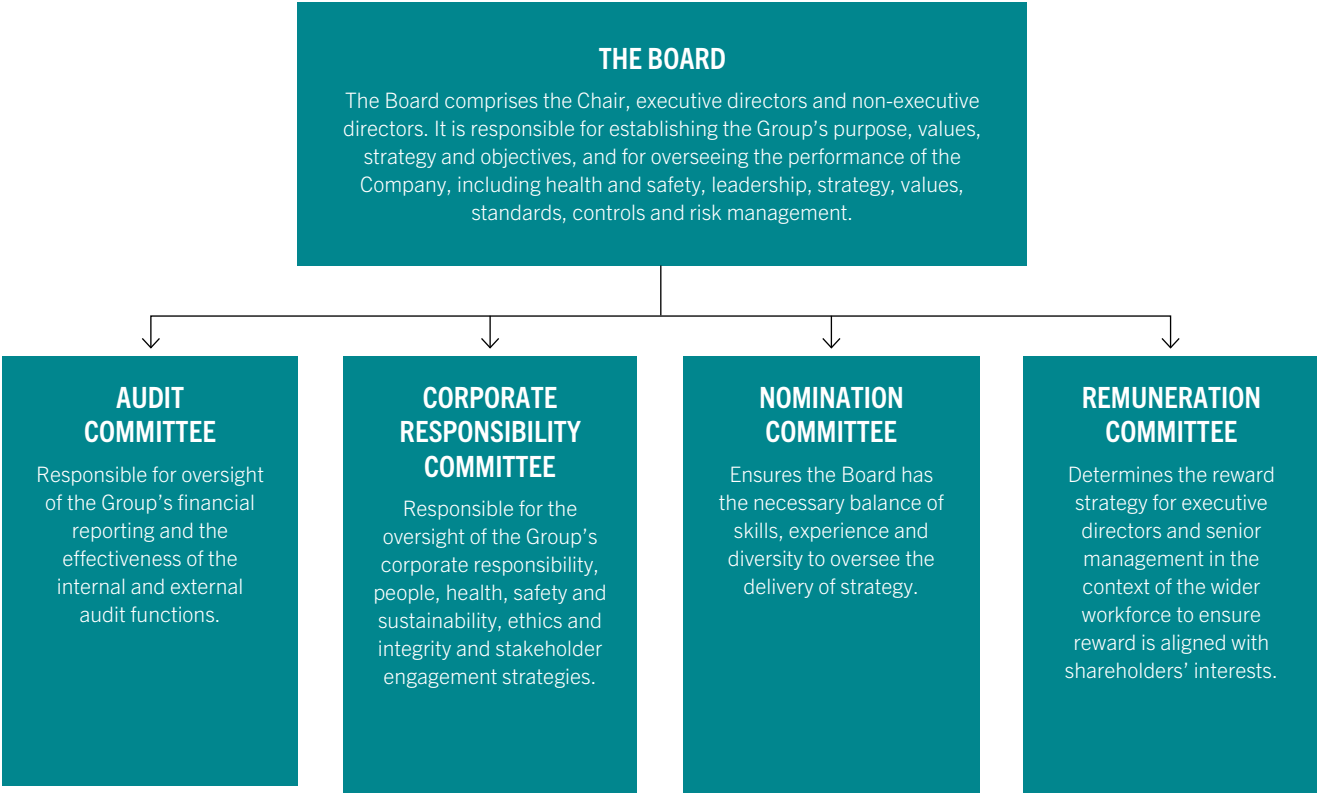 THE BOARD
The Board comprises the Chair, executive directors and non-executive
directors. It is responsible for establishing the Group’s purpose, values,
strategy and objectives, and for overseeing the performance of the
Company, including health and safety, leadership, strategy, values,
standards, controls and risk management.
AUDIT
COMMITTEE
Responsible for oversight
of the Group’s financial
reporting and the
effectiveness of the
internal and external
audit functions.
CORPORATE
RESPONSIBILITY
COMMITTEE
Responsible for the
oversight of the Group’s
corporate responsibility,
people, health, safety and
sustainability, ethics and
integrity and stakeholder
engagement strategies.
NOMINATION
COMMITTEE
Ensures the Board has
the necessary balance of
skills, experience and
diversity to oversee the
delivery of strategy.
REMUNERATION
COMMITTEE
Determines the reward
strategy for executive
directors and senior
management in the
context of the wider
workforce to ensure
reward is aligned with
shareholders’ interests.